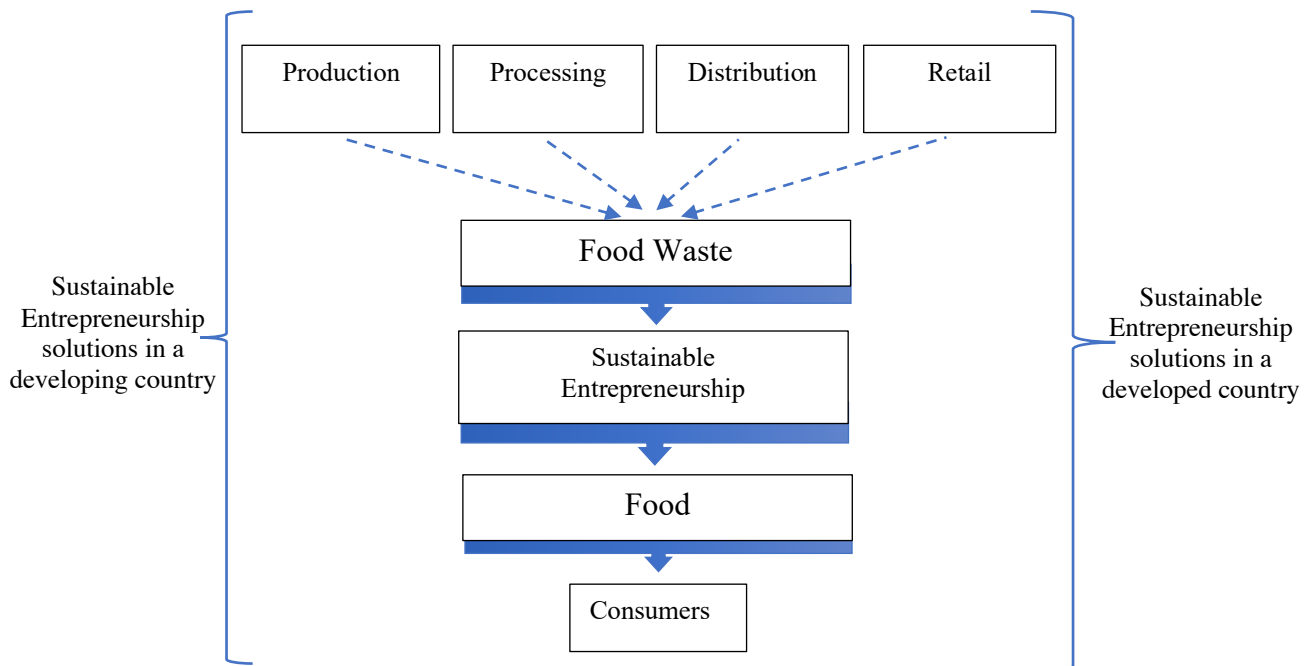 Production
Processing
Distribution
Retail
Food Waste
Sustainable
Entrepreneurship
solutions in a
developing country
Sustainable
Entrepreneurship
Sustainable
Entrepreneurship
solutions in a
developed country
Food
Consumers